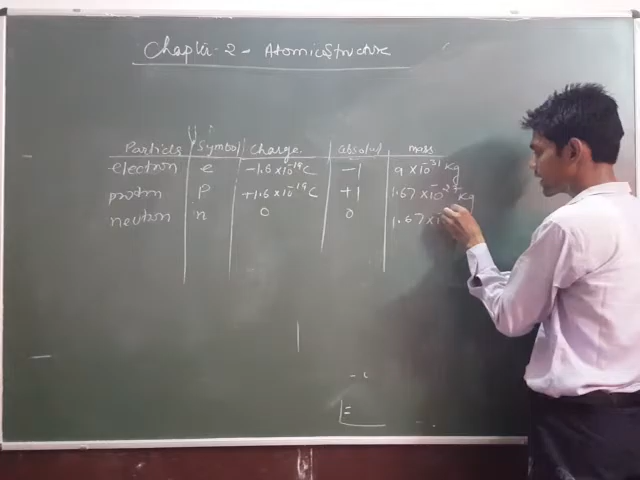 Chapter-2 - Atomic Structure
Particles Symbol Charge Absolut mass
electron e -1.6 × 10⁻¹⁹ C -1 9 × 10⁻³¹ Kg
proton P +1.6 × 10⁻¹⁹ C +1 1.67 × 10⁻²⁷ Kg
neutron n 0 0 1.67 ×